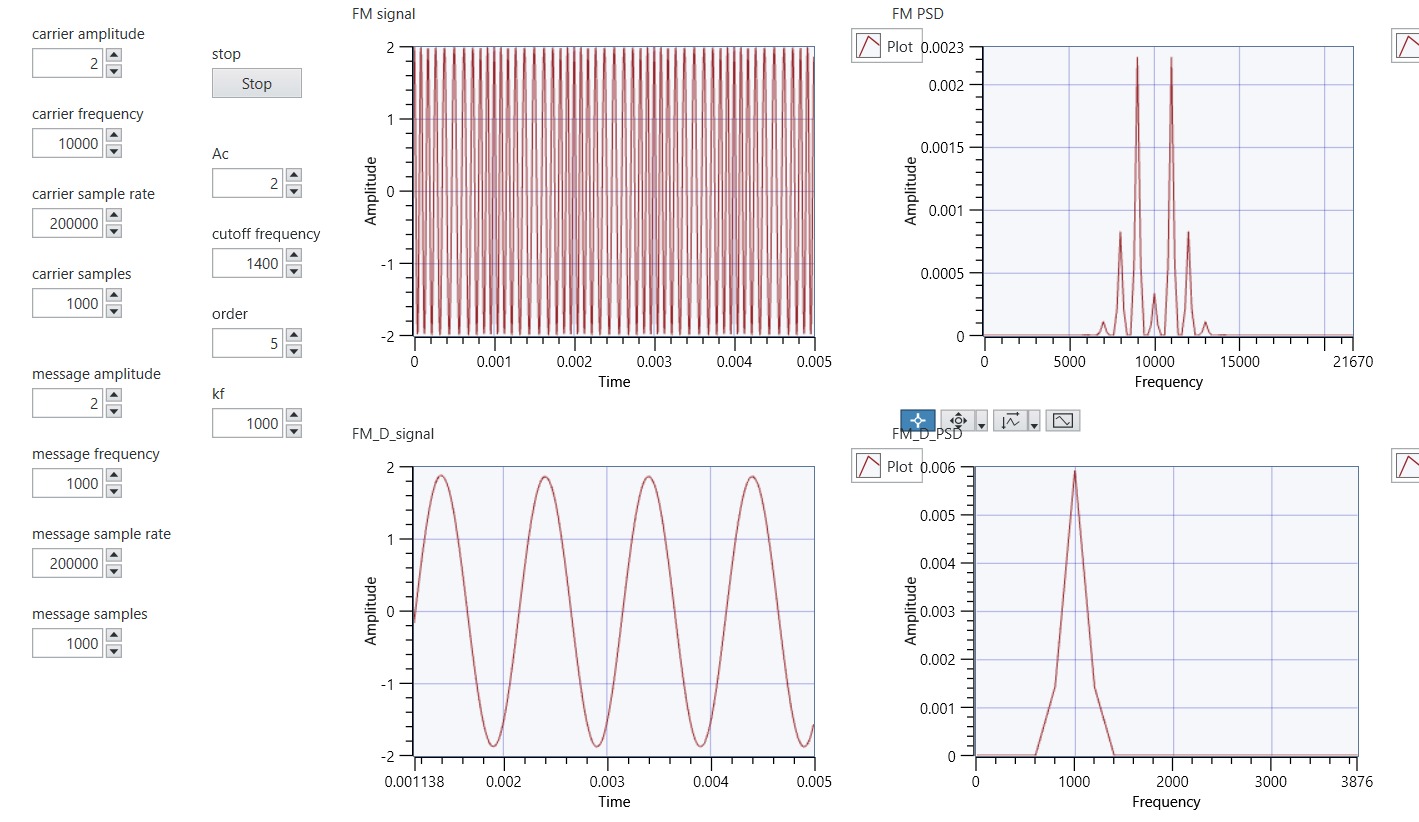 carrier amplitude
2
carrier frequency
10000
carrier sample rate
200000
carrier samples
1000
message amplitude
2
message frequency
1000
message sample rate
200000
message samples
1000
stop
Stop
Ac
2
cutoff frequency
1400
order
5
kf
1000
FM signal
Plot
Amplitude
2
1
0
-1
-2
0 0.001 0.002 0.003 0.004 0.005
Time
FM PSD
Amplitude
0.0023
0.002
0.0015
0.001
0.0005
0
0 5000 10000 15000 21670
Frequency
FM_D_signal
Plot
Amplitude
2
1
0
-1
-2
0.001138 0.002 0.003 0.004 0.005
Time
FM_D_PSD
Amplitude
0.006
0.005
0.004
0.003
0.002
0.001
0
0 1000 2000 3000 3876
Frequency